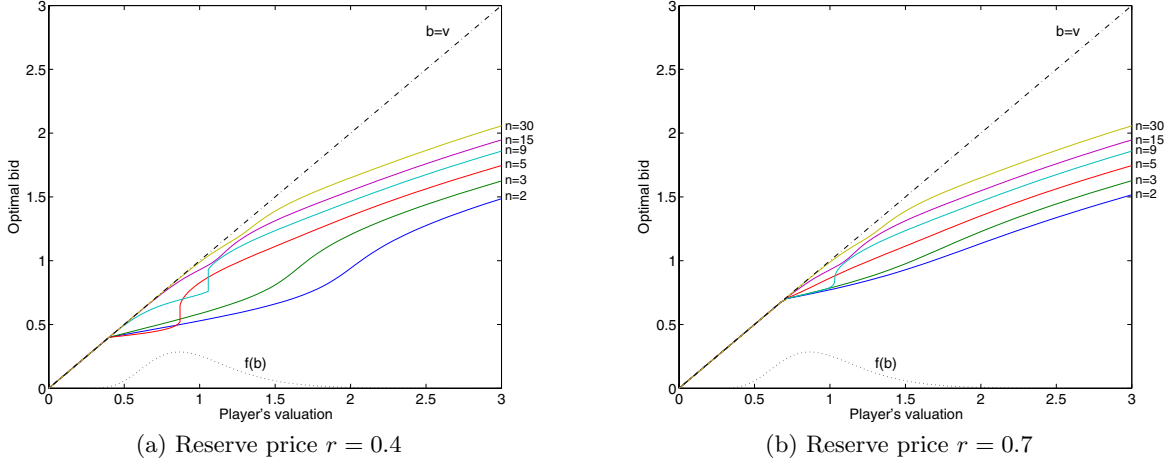 3
2.5
2
1.5
1
0.5
0
0
0.5
1
1.5
2
2.5
3
Optimal bid
Player's valuation
b=v
n=30
n=15
n=9
n=5
n=3
n=2
f(b)
(a) Reserve price r = 0.4
3
2.5
2
1.5
1
0.5
0
0
0.5
1
1.5
2
2.5
3
Optimal bid
Player's valuation
b=v
n=30
n=15
n=9
n=5
n=3
n=2
f(b)
(b) Reserve price r = 0.7